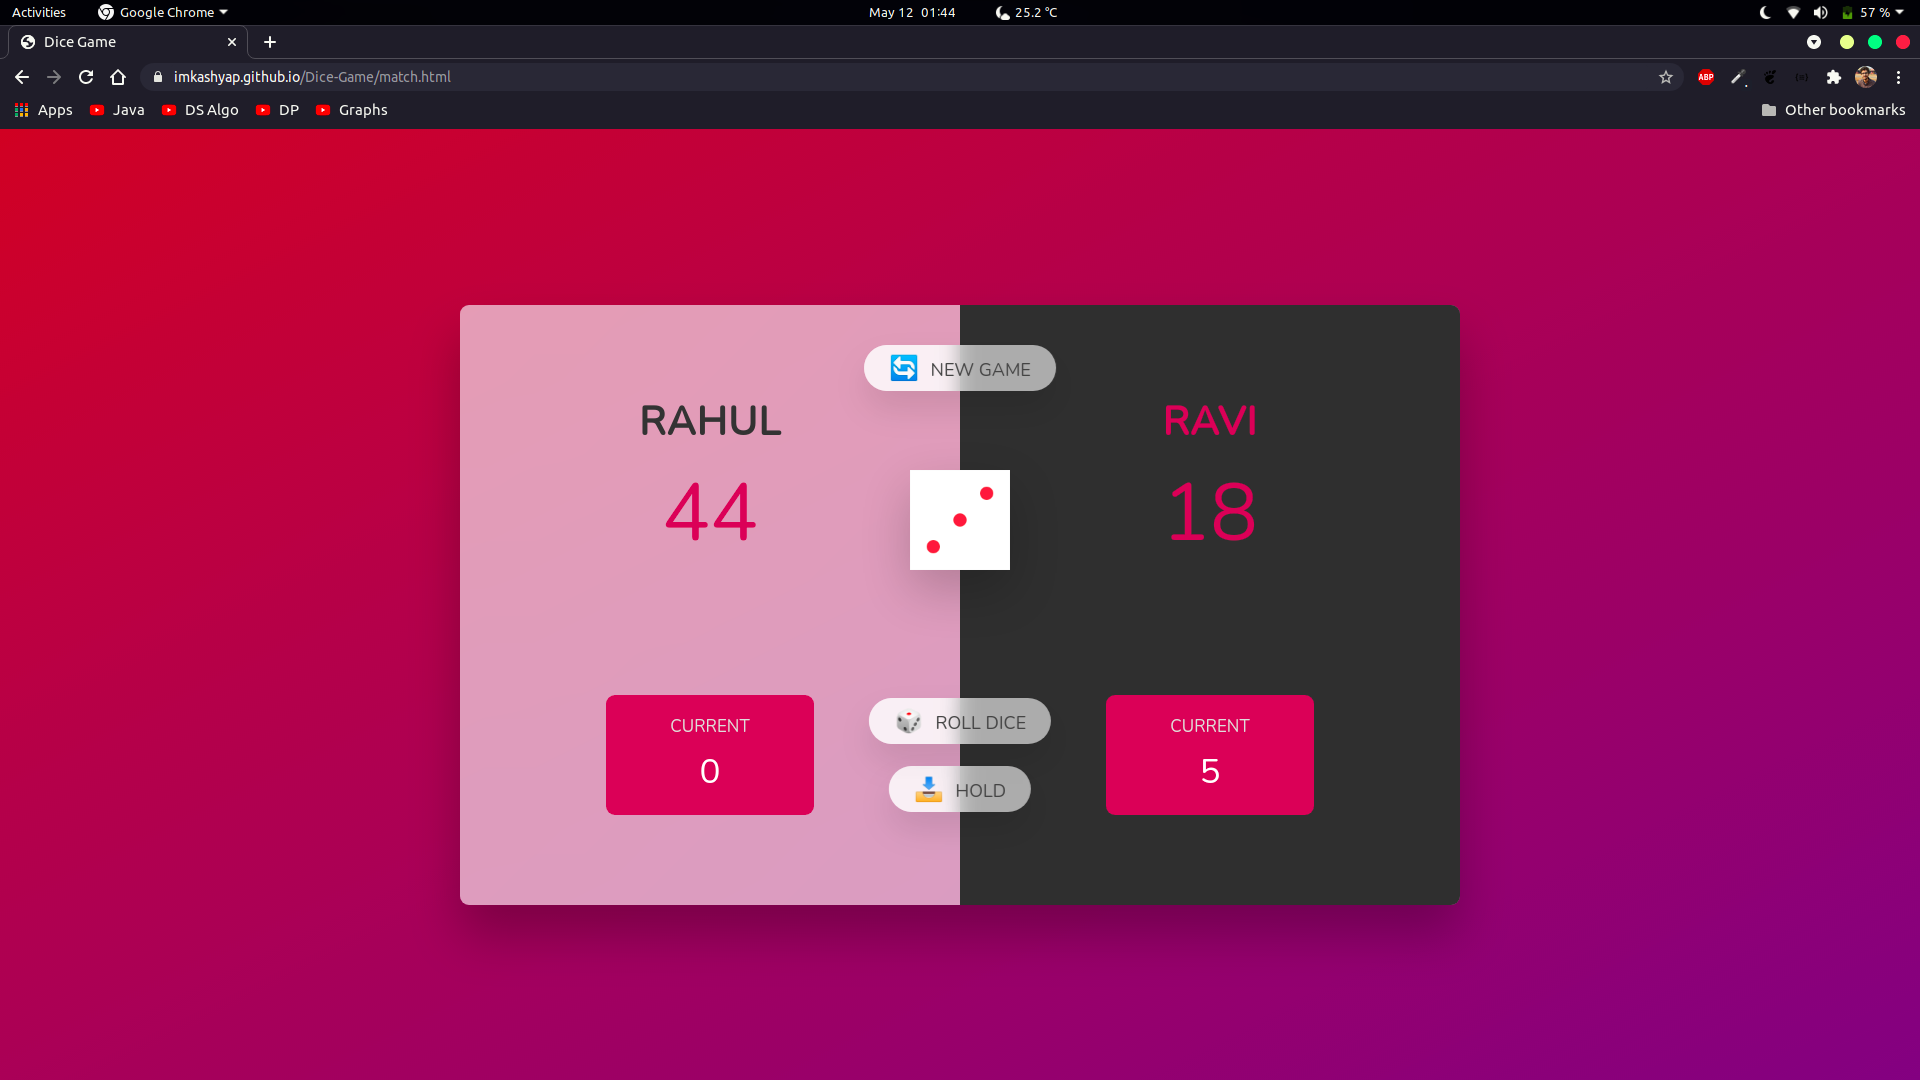 Activities
Google Chrome
May 12 01:44
25.2 °C
57 %
Dice Game
imkashyap.github.io/Dice-Game/match.html
ABP
Apps
Java
DS Algo
DP
Graphs
Other bookmarks
NEW GAME
RAHUL
RAVI
44
18
CURRENT
0
ROLL DICE
HOLD
CURRENT
5